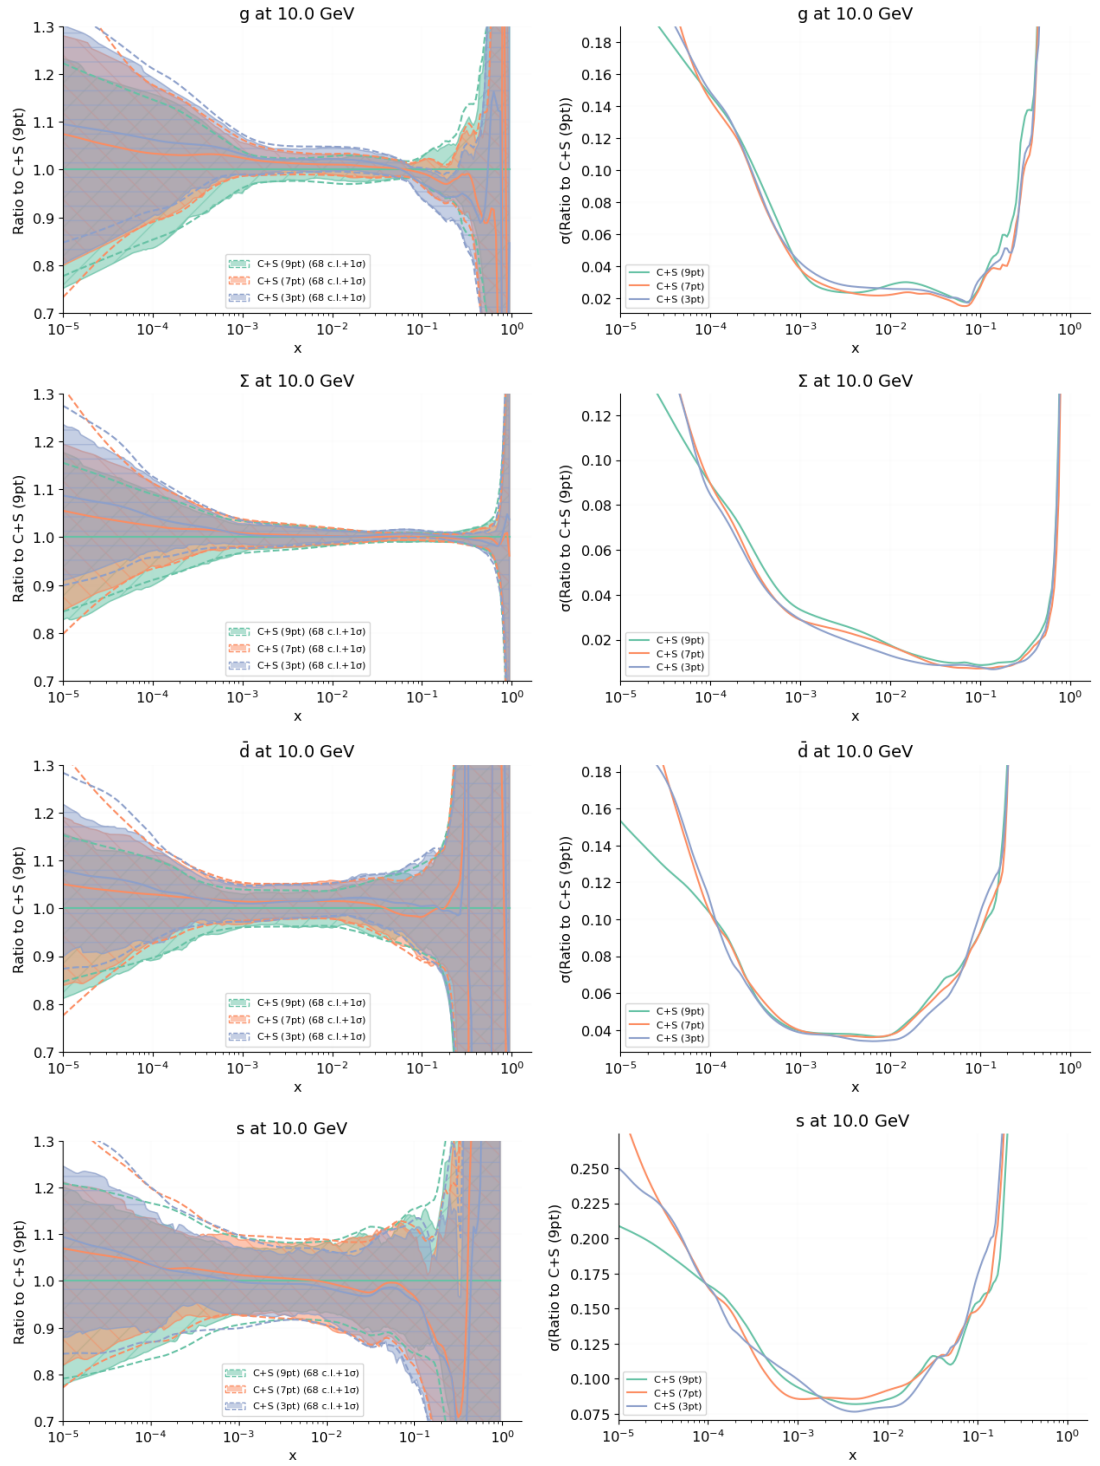 g at 10.0 GeV
Ratio to C+S (9pt)
1.3
1.2
1.1
1.0
0.9
0.8
0.7
C+S (9pt) (68 c.l.+1σ)
C+S (7pt) (68 c.l.+1σ)
C+S (3pt) (68 c.l.+1σ)
10⁻⁵ 10⁻⁴ 10⁻³ 10⁻² 10⁻¹ 10⁰
x
g at 10.0 GeV
σ(Ratio to C+S (9pt))
0.18
0.16
0.14
0.12
0.10
0.08
0.06
0.04
0.02
C+S (9pt)
C+S (7pt)
C+S (3pt)
10⁻⁵ 10⁻⁴ 10⁻³ 10⁻² 10⁻¹ 10⁰
x
Σ at 10.0 GeV
Ratio to C+S (9pt)
1.3
1.2
1.1
1.0
0.9
0.8
0.7
C+S (9pt) (68 c.l.+1σ)
C+S (7pt) (68 c.l.+1σ)
C+S (3pt) (68 c.l.+1σ)
10⁻⁵ 10⁻⁴ 10⁻³ 10⁻² 10⁻¹ 10⁰
x
Σ at 10.0 GeV
σ(Ratio to C+S (9pt))
0.12
0.10
0.08
0.06
0.04
0.02
C+S (9pt)
C+S (7pt)
C+S (3pt)
10⁻⁵ 10⁻⁴ 10⁻³ 10⁻² 10⁻¹ 10⁰
x
d̄ at 10.0 GeV
Ratio to C+S (9pt)
1.3
1.2
1.1
1.0
0.9
0.8
0.7
C+S (9pt) (68 c.l.+1σ)
C+S (7pt) (68 c.l.+1σ)
C+S (3pt) (68 c.l.+1σ)
10⁻⁵ 10⁻⁴ 10⁻³ 10⁻² 10⁻¹ 10⁰
x
d̄ at 10.0 GeV
σ(Ratio to C+S (9pt))
0.18
0.16
0.14
0.12
0.10
0.08
0.06
0.04
C+S (9pt)
C+S (7pt)
C+S (3pt)
10⁻⁵ 10⁻⁴ 10⁻³ 10⁻² 10⁻¹ 10⁰
x
s at 10.0 GeV
Ratio to C+S (9pt)
1.3
1.2
1.1
1.0
0.9
0.8
0.7
C+S (9pt) (68 c.l.+1σ)
C+S (7pt) (68 c.l.+1σ)
C+S (3pt) (68 c.l.+1σ)
10⁻⁵ 10⁻⁴ 10⁻³ 10⁻² 10⁻¹ 10⁰
x
s at 10.0 GeV
σ(Ratio to C+S (9pt))
0.250
0.225
0.200
0.175
0.150
0.125
0.100
0.075
C+S (9pt)
C+S (7pt)
C+S (3pt)
10⁻⁵ 10⁻⁴ 10⁻³ 10⁻² 10⁻¹ 10⁰
x